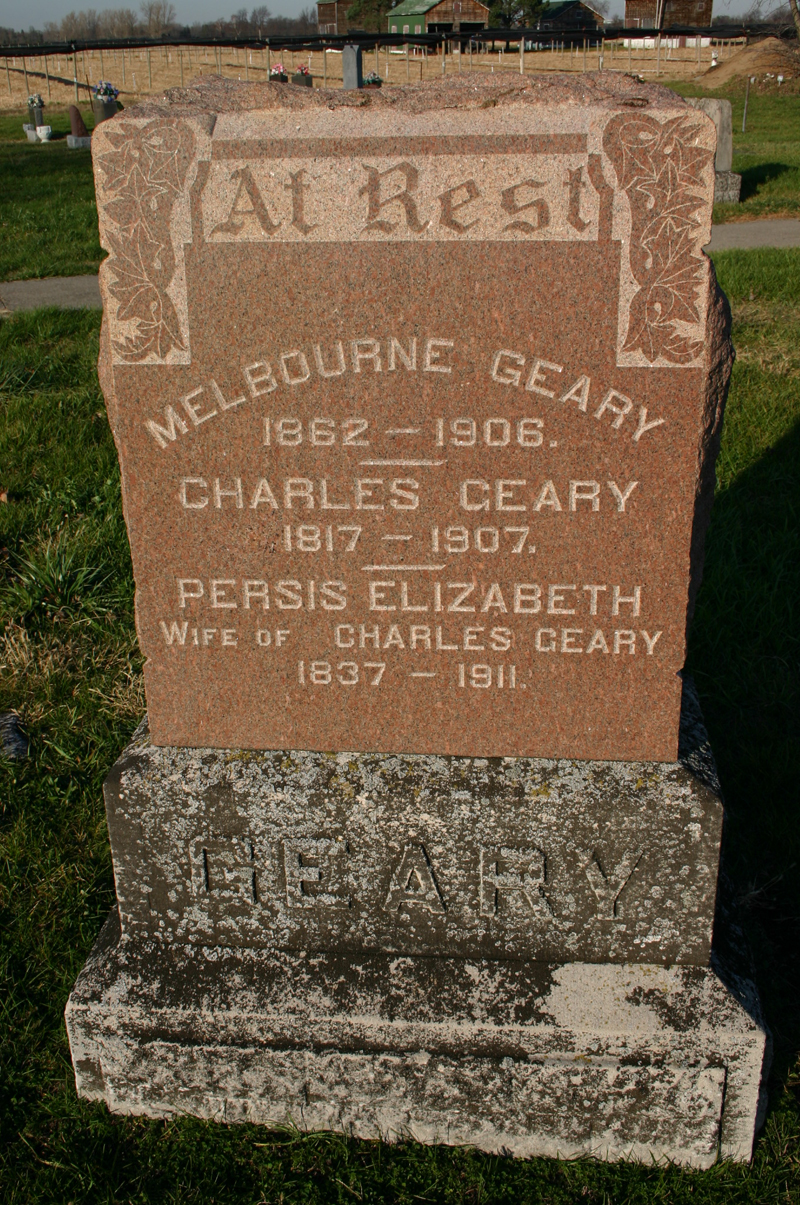 At Rest
MELBOURNE GEARY
1862 – 1906.
CHARLES GEARY
1817 – 1907.
PERSIS ELIZABETH
WIFE OF CHARLES GEARY
1837 – 1911.
GEARY